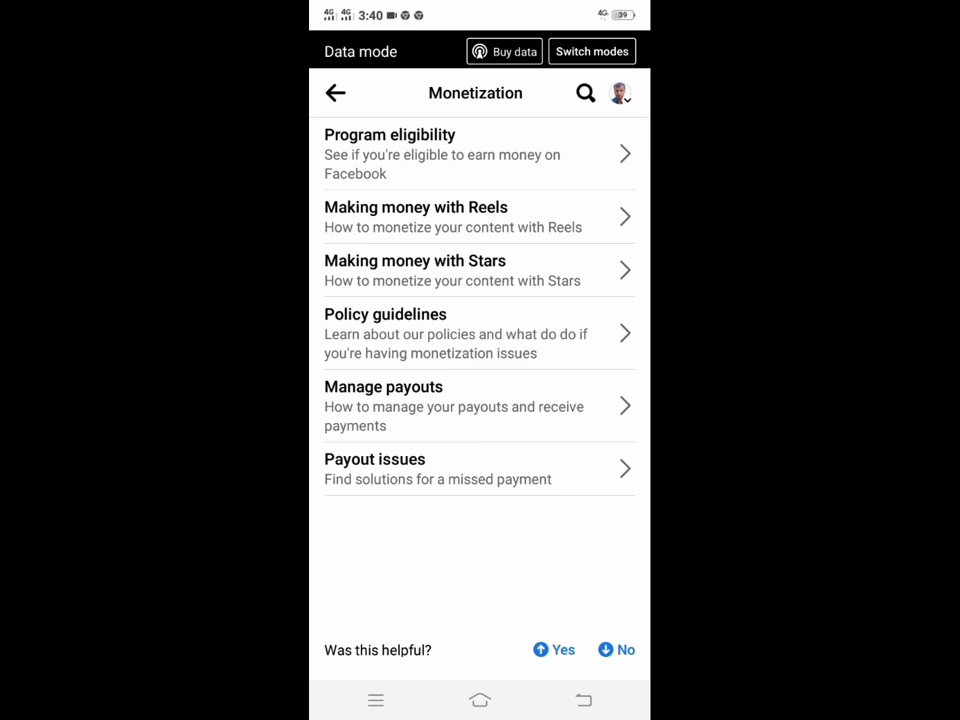 4G 4G 3:40 4G 39
Data mode Buy data Switch modes
Monetization
Program eligibility
See if you're eligible to earn money on
Facebook
Making money with Reels
How to monetize your content with Reels
Making money with Stars
How to monetize your content with Stars
Policy guidelines
Learn about our policies and what do do if
you're having monetization issues
Manage payouts
How to manage your payouts and receive
payments
Payout issues
Find solutions for a missed payment
Was this helpful? Yes No